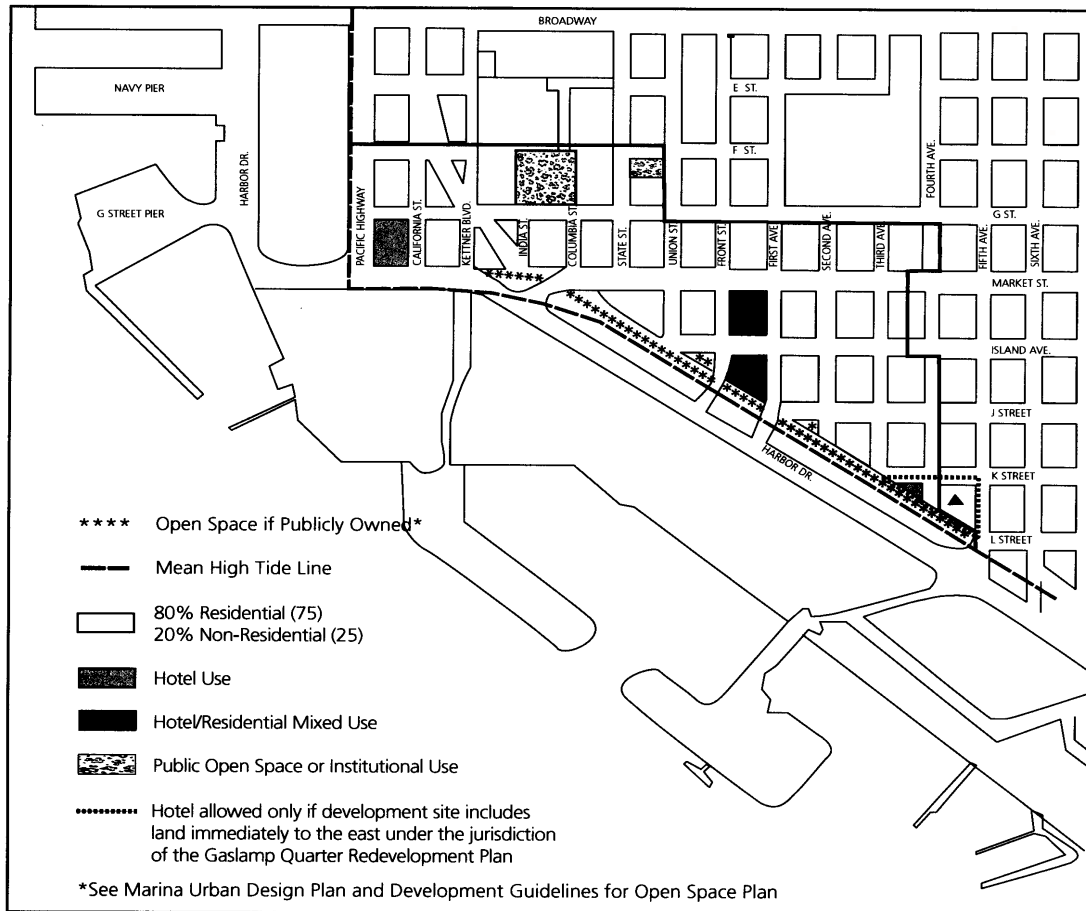 BROADWAY
NAVY PIER
E ST.
F ST.
HARBOR DR.
FOURTH AVE.
G STREET PIER
PACIFIC HIGHWAY
CALIFORNIA ST.
KETTNER BLVD.
INDIA ST.
COLUMBIA ST.
STATE ST.
UNION ST.
FRONT ST.
FIRST AVE.
SECOND AVE.
THIRD AVE.
G ST.
FIFTH AVE.
SIXTH AVE.
MARKET ST.
ISLAND AVE.
J STREET
HARBOR DR.
K STREET
L STREET
**** Open Space if Publicly Owned*
Mean High Tide Line
80% Residential (75)
20% Non-Residential (25)
Hotel Use
Hotel/Residential Mixed Use
Public Open Space or Institutional Use
Hotel allowed only if development site includes
land immediately to the east under the jurisdiction
of the Gaslamp Quarter Redevelopment Plan
*See Marina Urban Design Plan and Development Guidelines for Open Space Plan